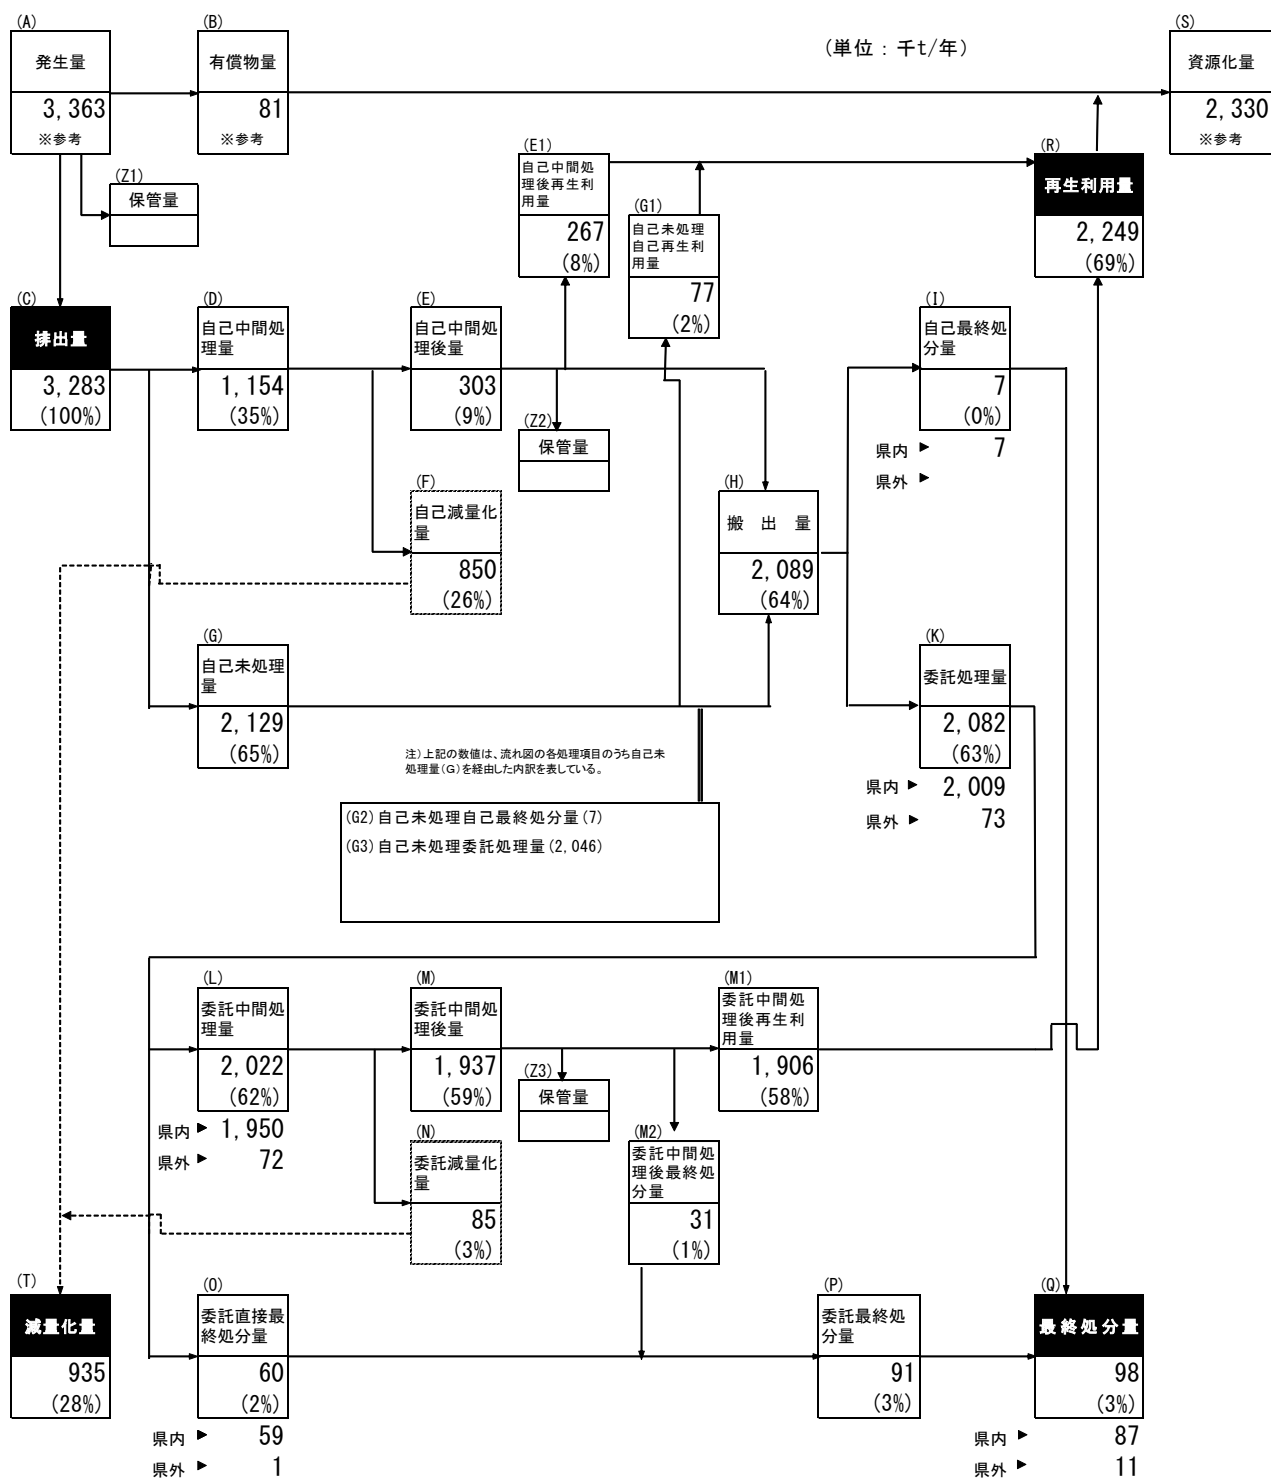 (A)
発生量
3,363
※参考
(B)
有償物量
81
※参考
(単位：千t/年)
(S)
資源化量
2,330
※参考
(Z1)
保管量
(E1)
自己中間処
理後再生利
用量
267
(8%)
(G1)
自己未処理
自己再生利
用量
77
(2%)
(R)
再生利用量
2,249
(69%)
(C)
排出量
3,283
(100%)
(D)
自己中間処
理量
1,154
(35%)
(E)
自己中間処
理後量
303
(9%)
(Z2)
保管量
(I)
自己最終処
分量
7
(0%)
県内 ▶ 7
県外 ▶
(F)
自己減量化
量
850
(26%)
(H)
搬 出 量
2,089
(64%)
(G)
自己未処理
量
2,129
(65%)
(K)
委託処理量
2,082
(63%)
県内 ▶ 2,009
県外 ▶ 73
注)上記の数値は、流れ図の各処理項目のうち自己未
処理量(G)を経由した内訳を表している。
(G2)自己未処理自己最終処分量(7)
(G3)自己未処理委託処理量(2,046)
(L)
委託中間処
理量
2,022
(62%)
県内 ▶ 1,950
県外 ▶ 72
(M)
委託中間処
理後量
1,937
(59%)
(Z3)
保管量
(M1)
委託中間処
理後再生利
用量
1,906
(58%)
(N)
委託減量化
量
85
(3%)
(M2)
委託中間処
理後最終処
分量
31
(1%)
(T)
減量化量
935
(28%)
(O)
委託直接最
終処分量
60
(2%)
県内 ▶ 59
県外 ▶ 1
(P)
委託最終処
分量
91
(3%)
(Q)
最終処分量
98
(3%)
県内 ▶ 87
県外 ▶ 11